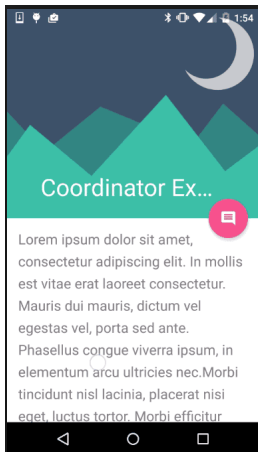 1:54
Coordinator Ex...
Lorem ipsum dolor sit amet,
consectetur adipiscing elit. In mollis
est vitae erat laoreet consectetur.
Mauris dui mauris, dictum vel
egestas vel, porta sed ante.
Phasellus congue viverra ipsum, in
elementum arcu ultricies nec.Morbi
tincidunt nisl lacinia, placerat nisi
eget, luctus tortor. Morbi efficitur